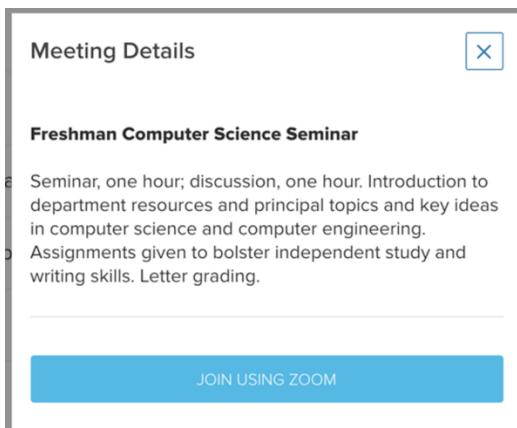 Meeting Details
Freshman Computer Science Seminar
Seminar, one hour; discussion, one hour. Introduction to
department resources and principal topics and key ideas
in computer science and computer engineering.
Assignments given to bolster independent study and
writing skills. Letter grading.
JOIN USING ZOOM